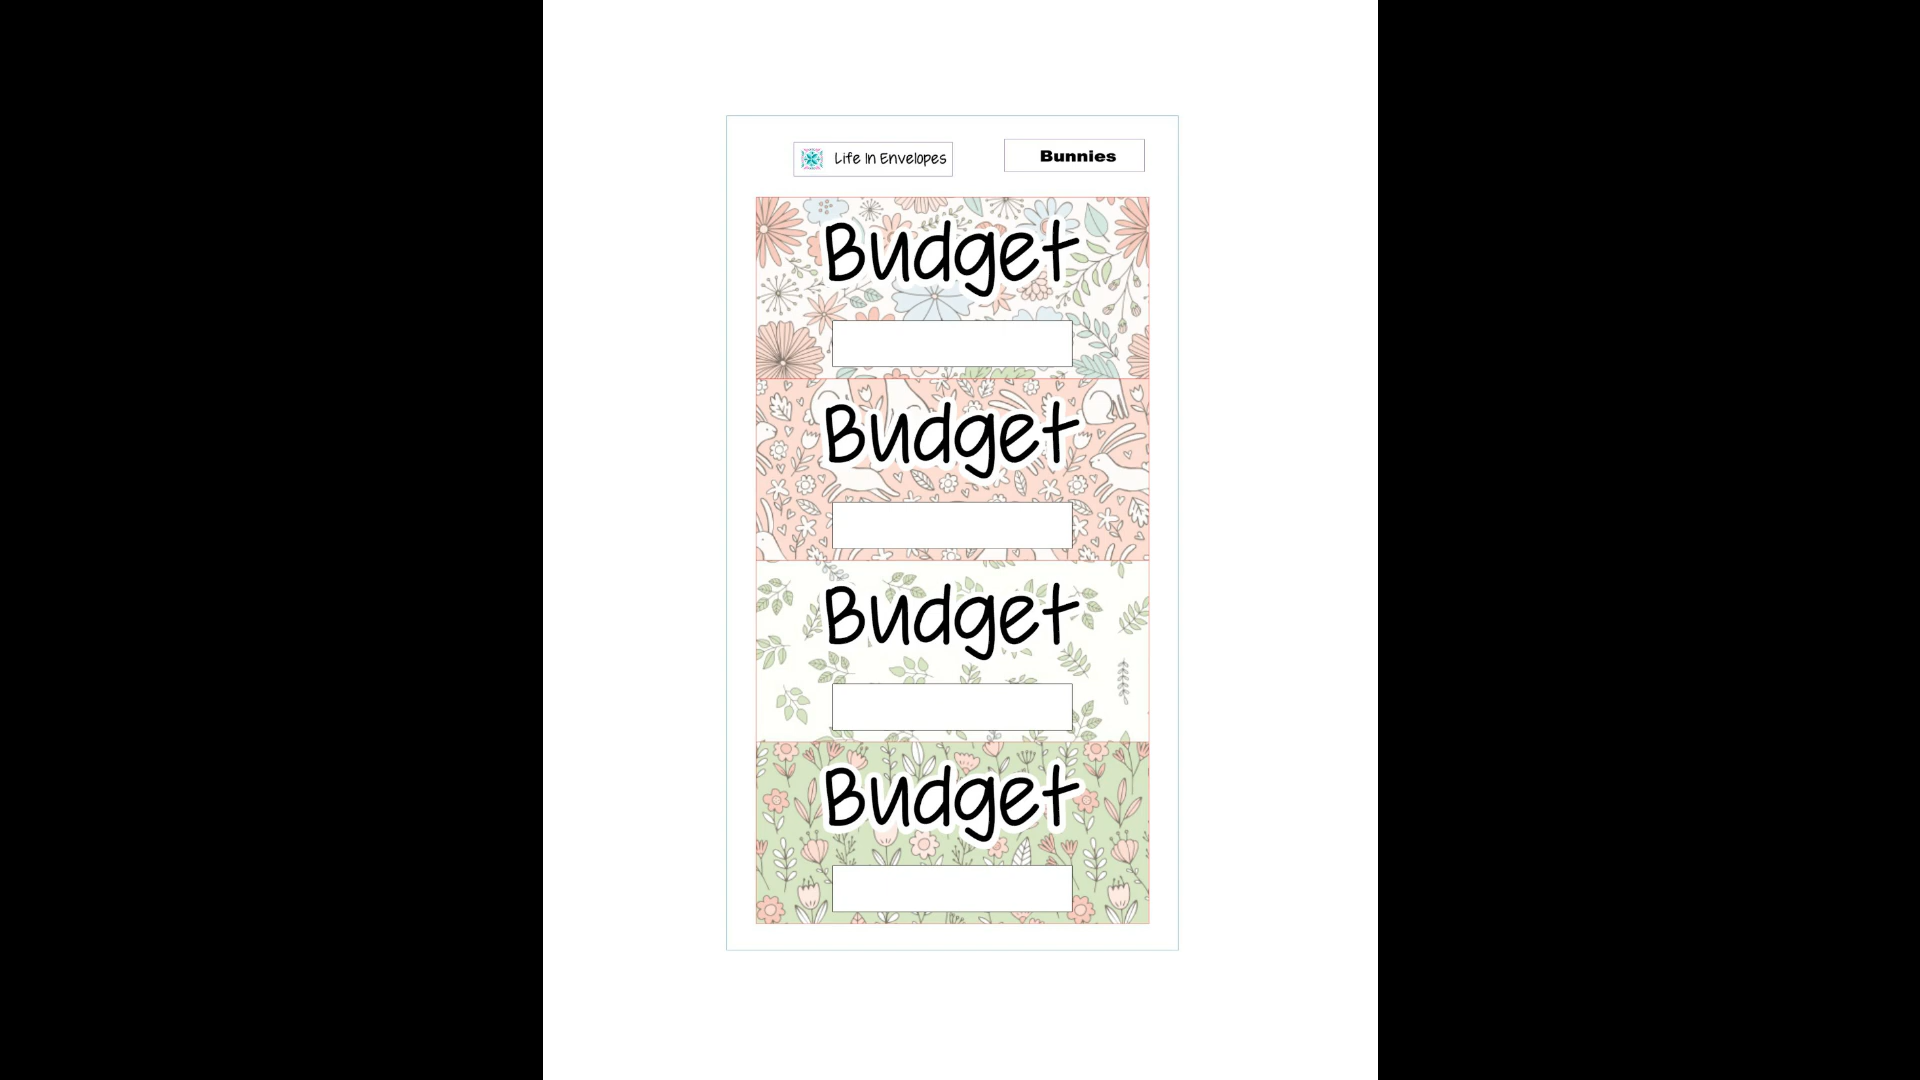 Life In Envelopes
Bunnies
Budget
Budget
Budget
Budget